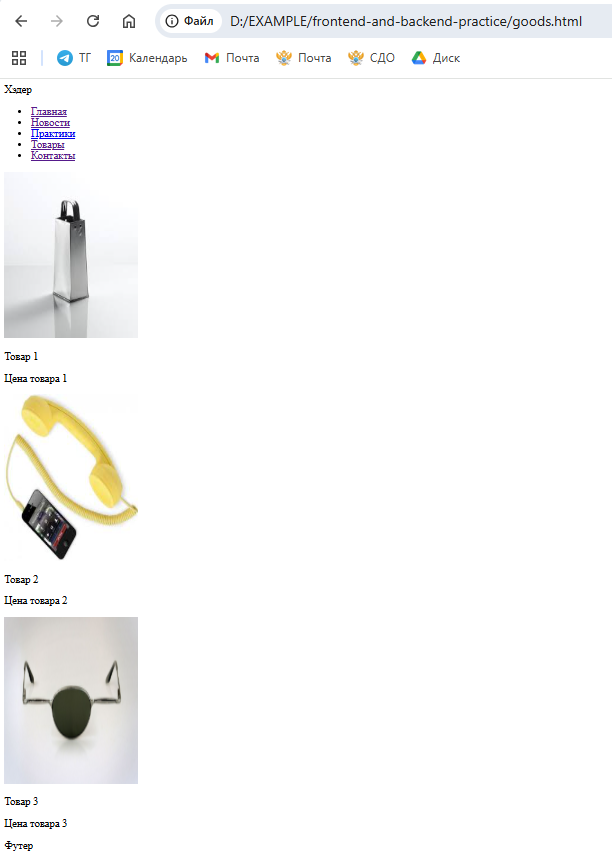 Файл D:/EXAMPLE/frontend-and-backend-practice/goods.html
ТГ 20 Календарь Почта Почта СДО Диск
Хэдер
Главная
Новости
Практики
Товары
Контакты
Товар 1
Цена товара 1
Товар 2
Цена товара 2
Товар 3
Цена товара 3
Футер